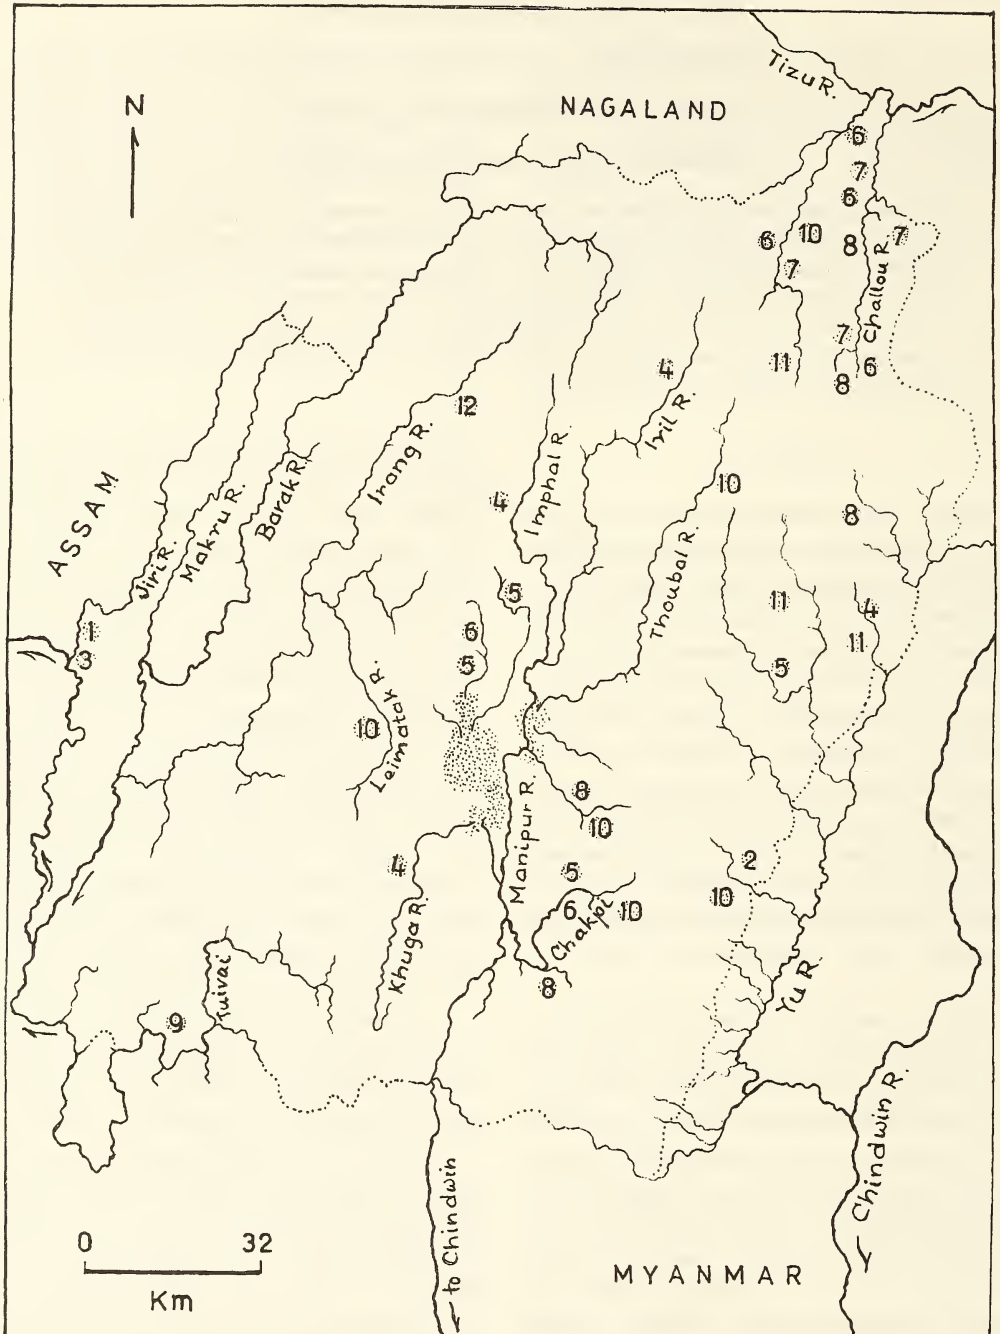 Tizu R.
N
NAGALAND
6
7
6
6
10
8
7
7
Challou R.
7
4
11
6
8
12
Iril R.
Irang R.
Imphal R.
Barak R.
10
4
ASSAM
Makru R.
8
Jiri R.
Thoubal R.
5
11
4
1
6
11
3
5
5
Leimatak R.
10
8
Manipur R.
10
2
4
5
10
6
10
Chakpi
Khuga R.
Tuivai
8
Yu R.
9
Chindwin R.
to Chindwin
0 32
Km
MYANMAR